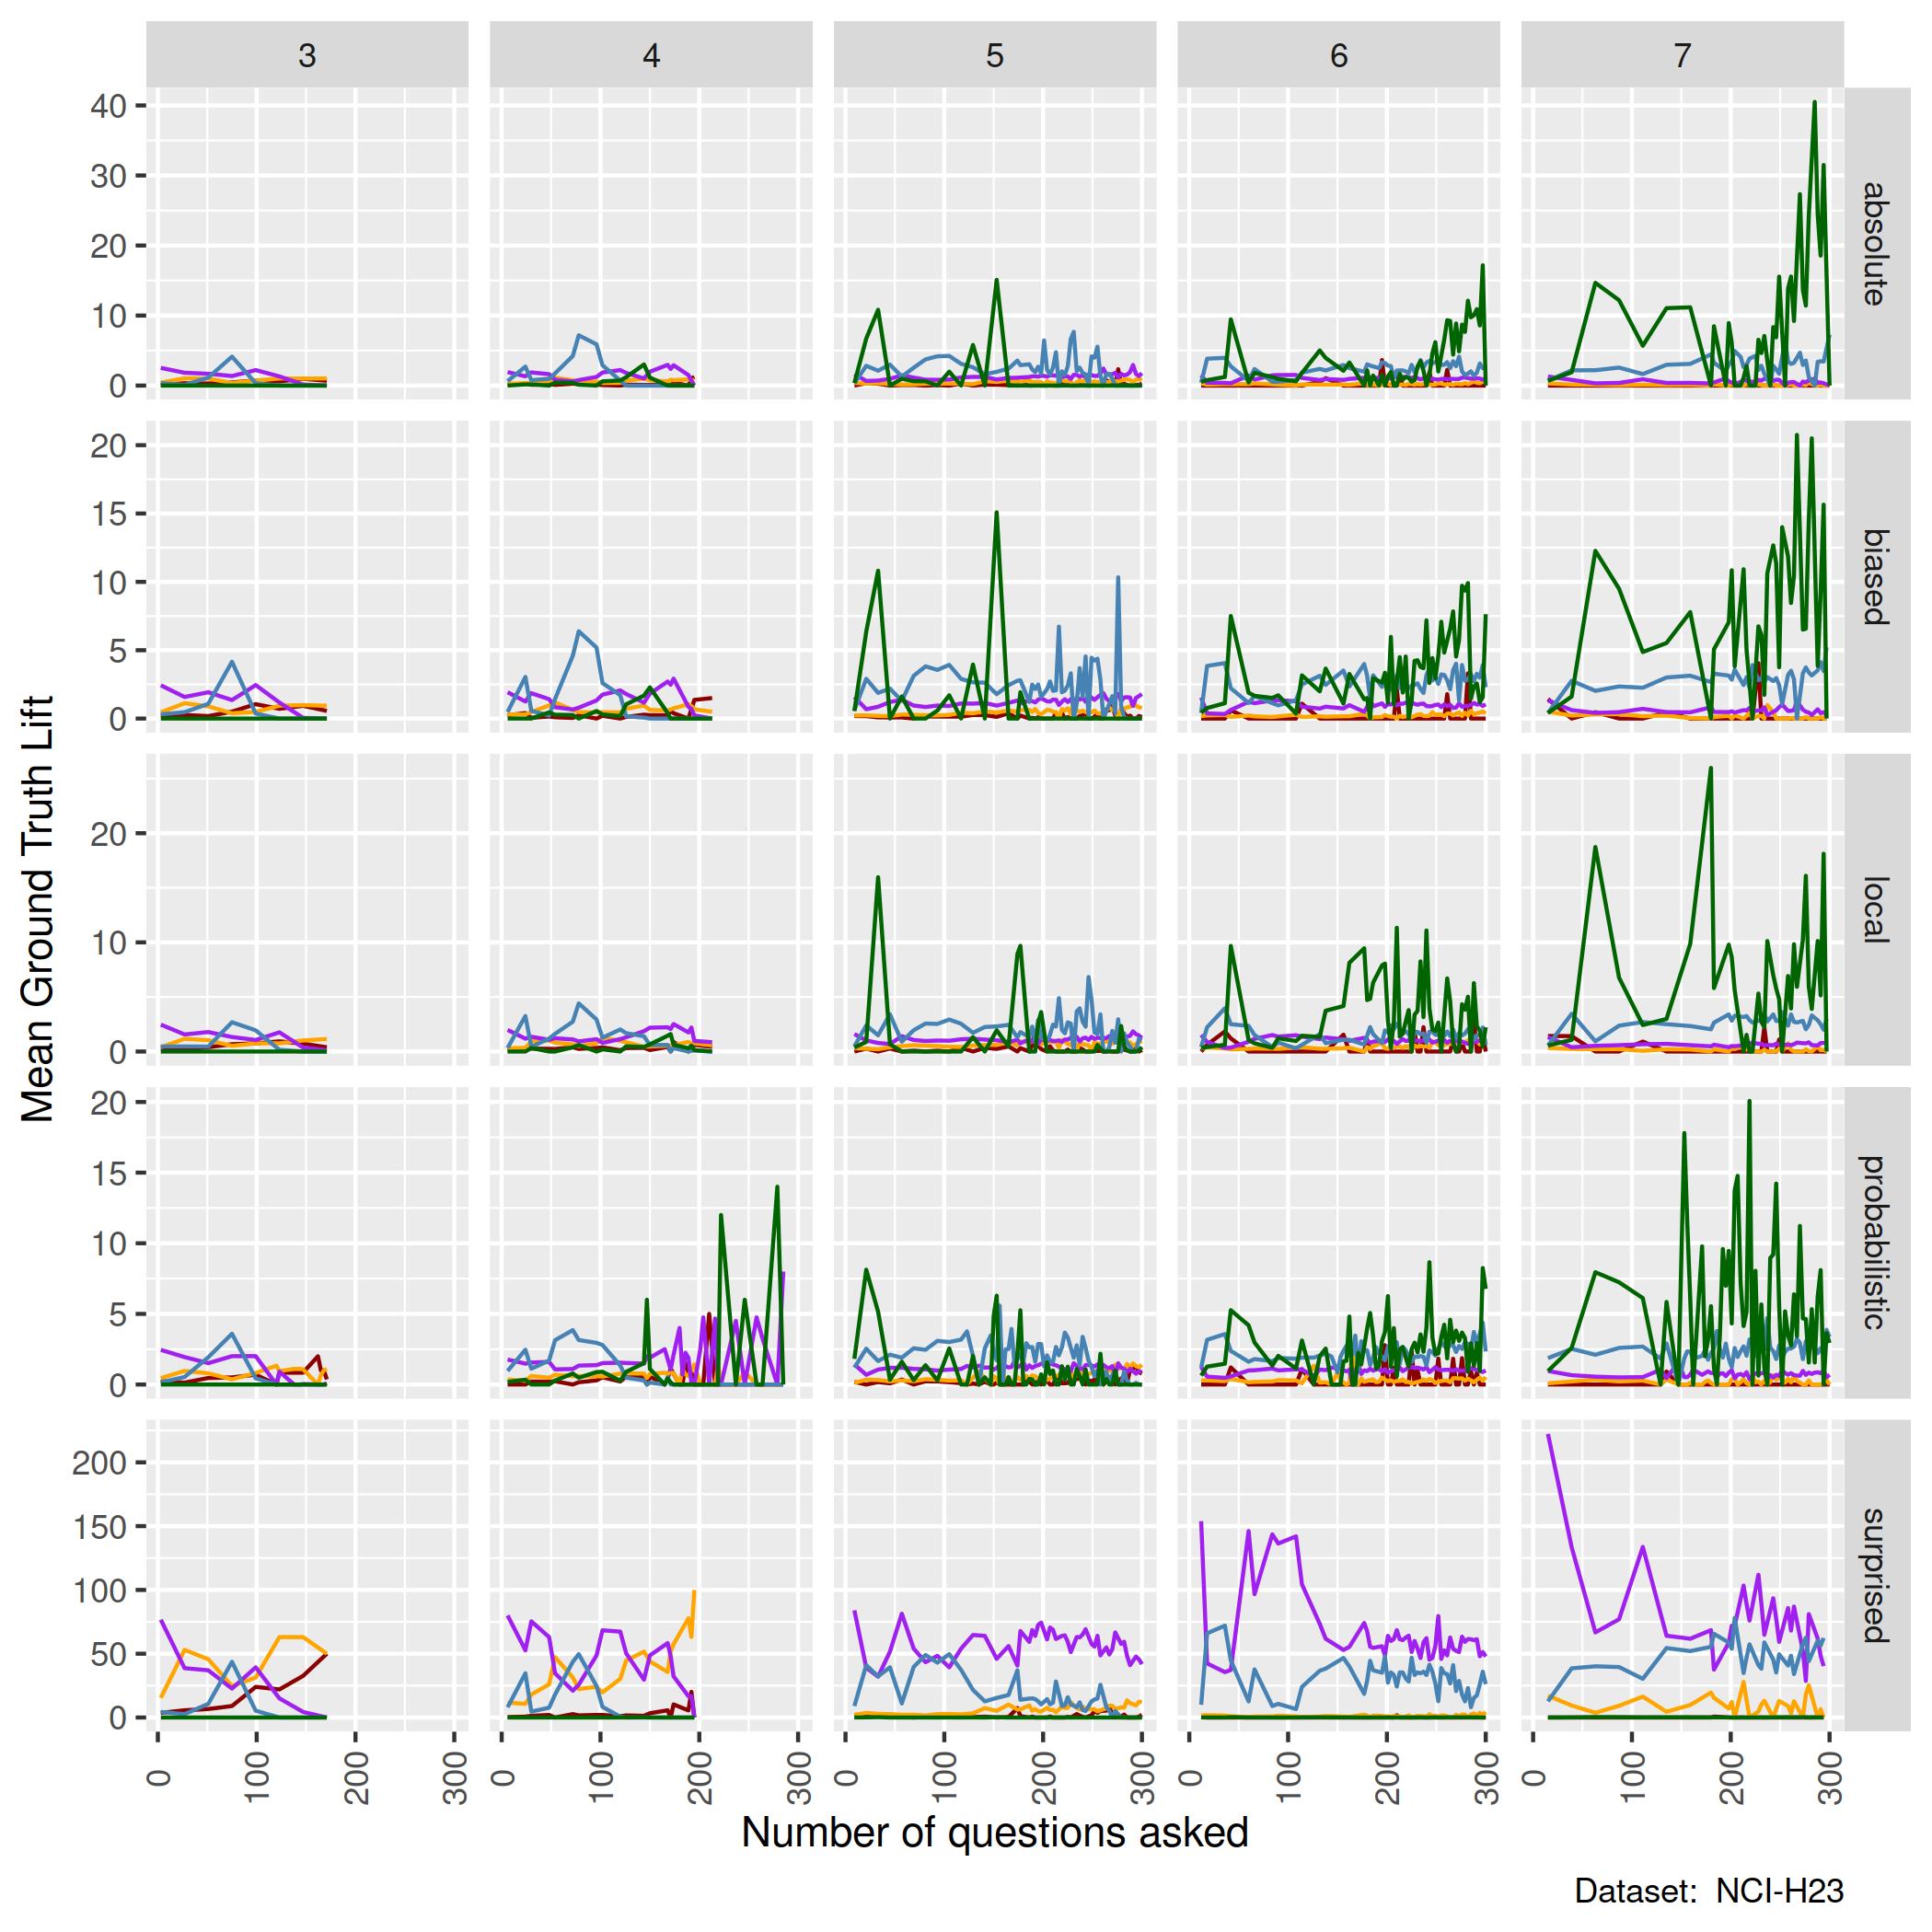 3 4 5 6 7
40
30
20
10
0
absolute
20
15
10
5
0
biased
20
10
0
local
20
15
10
5
0
probabilistic
200
150
100
50
0
surprised
Mean Ground Truth Lift
0 100 200 300 0 100 200 300 0 100 200 300 0 100 200 300 0 100 200 300
Number of questions asked
Dataset: NCI-H23